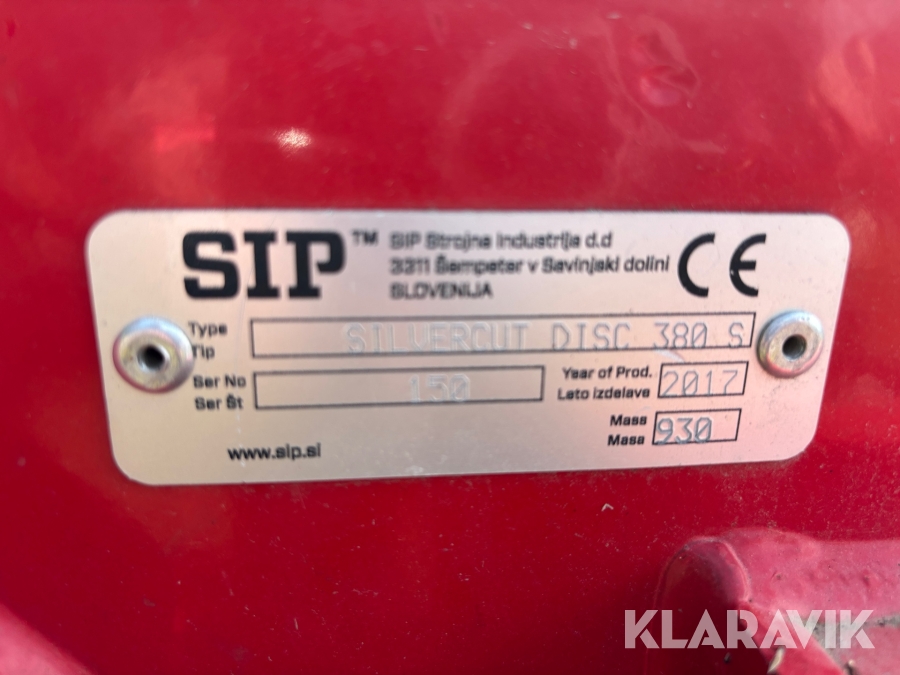 SIP™
SIP Strojna Industrija d.d
3311 Šempeter v Savinjski dolini
SLOVENIJA
CE
Type
Tip
SILVERCUT DISC 380 S
Ser No
Ser Št
150
Year of Prod.
Leto izdelave
2017
Mass
Masa
930
www.sip.si
KLARAVIK